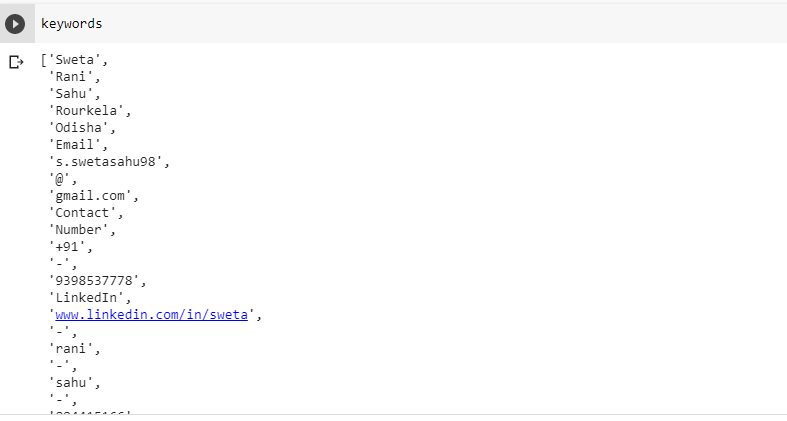 keywords
['Sweta',
'Rani',
'Sahu',
'Rourkela',
'Odisha',
'Email',
's.swetasahu98',
'@',
'gmail.com',
'Contact',
'Number',
'+91',
'-',
'9398537778',
'LinkedIn',
'www.linkedin.com/in/sweta',
'-',
'rani',
'-',
'sahu',
'-',